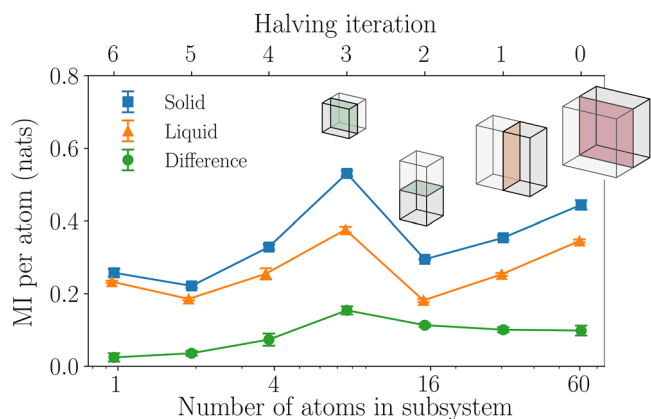 Halving iteration
6 5 4 3 2 1 0
0.8
0.6
0.4
0.2
0.0
MI per atom (nats)
Solid
Liquid
Difference
1 4 16 60
Number of atoms in subsystem